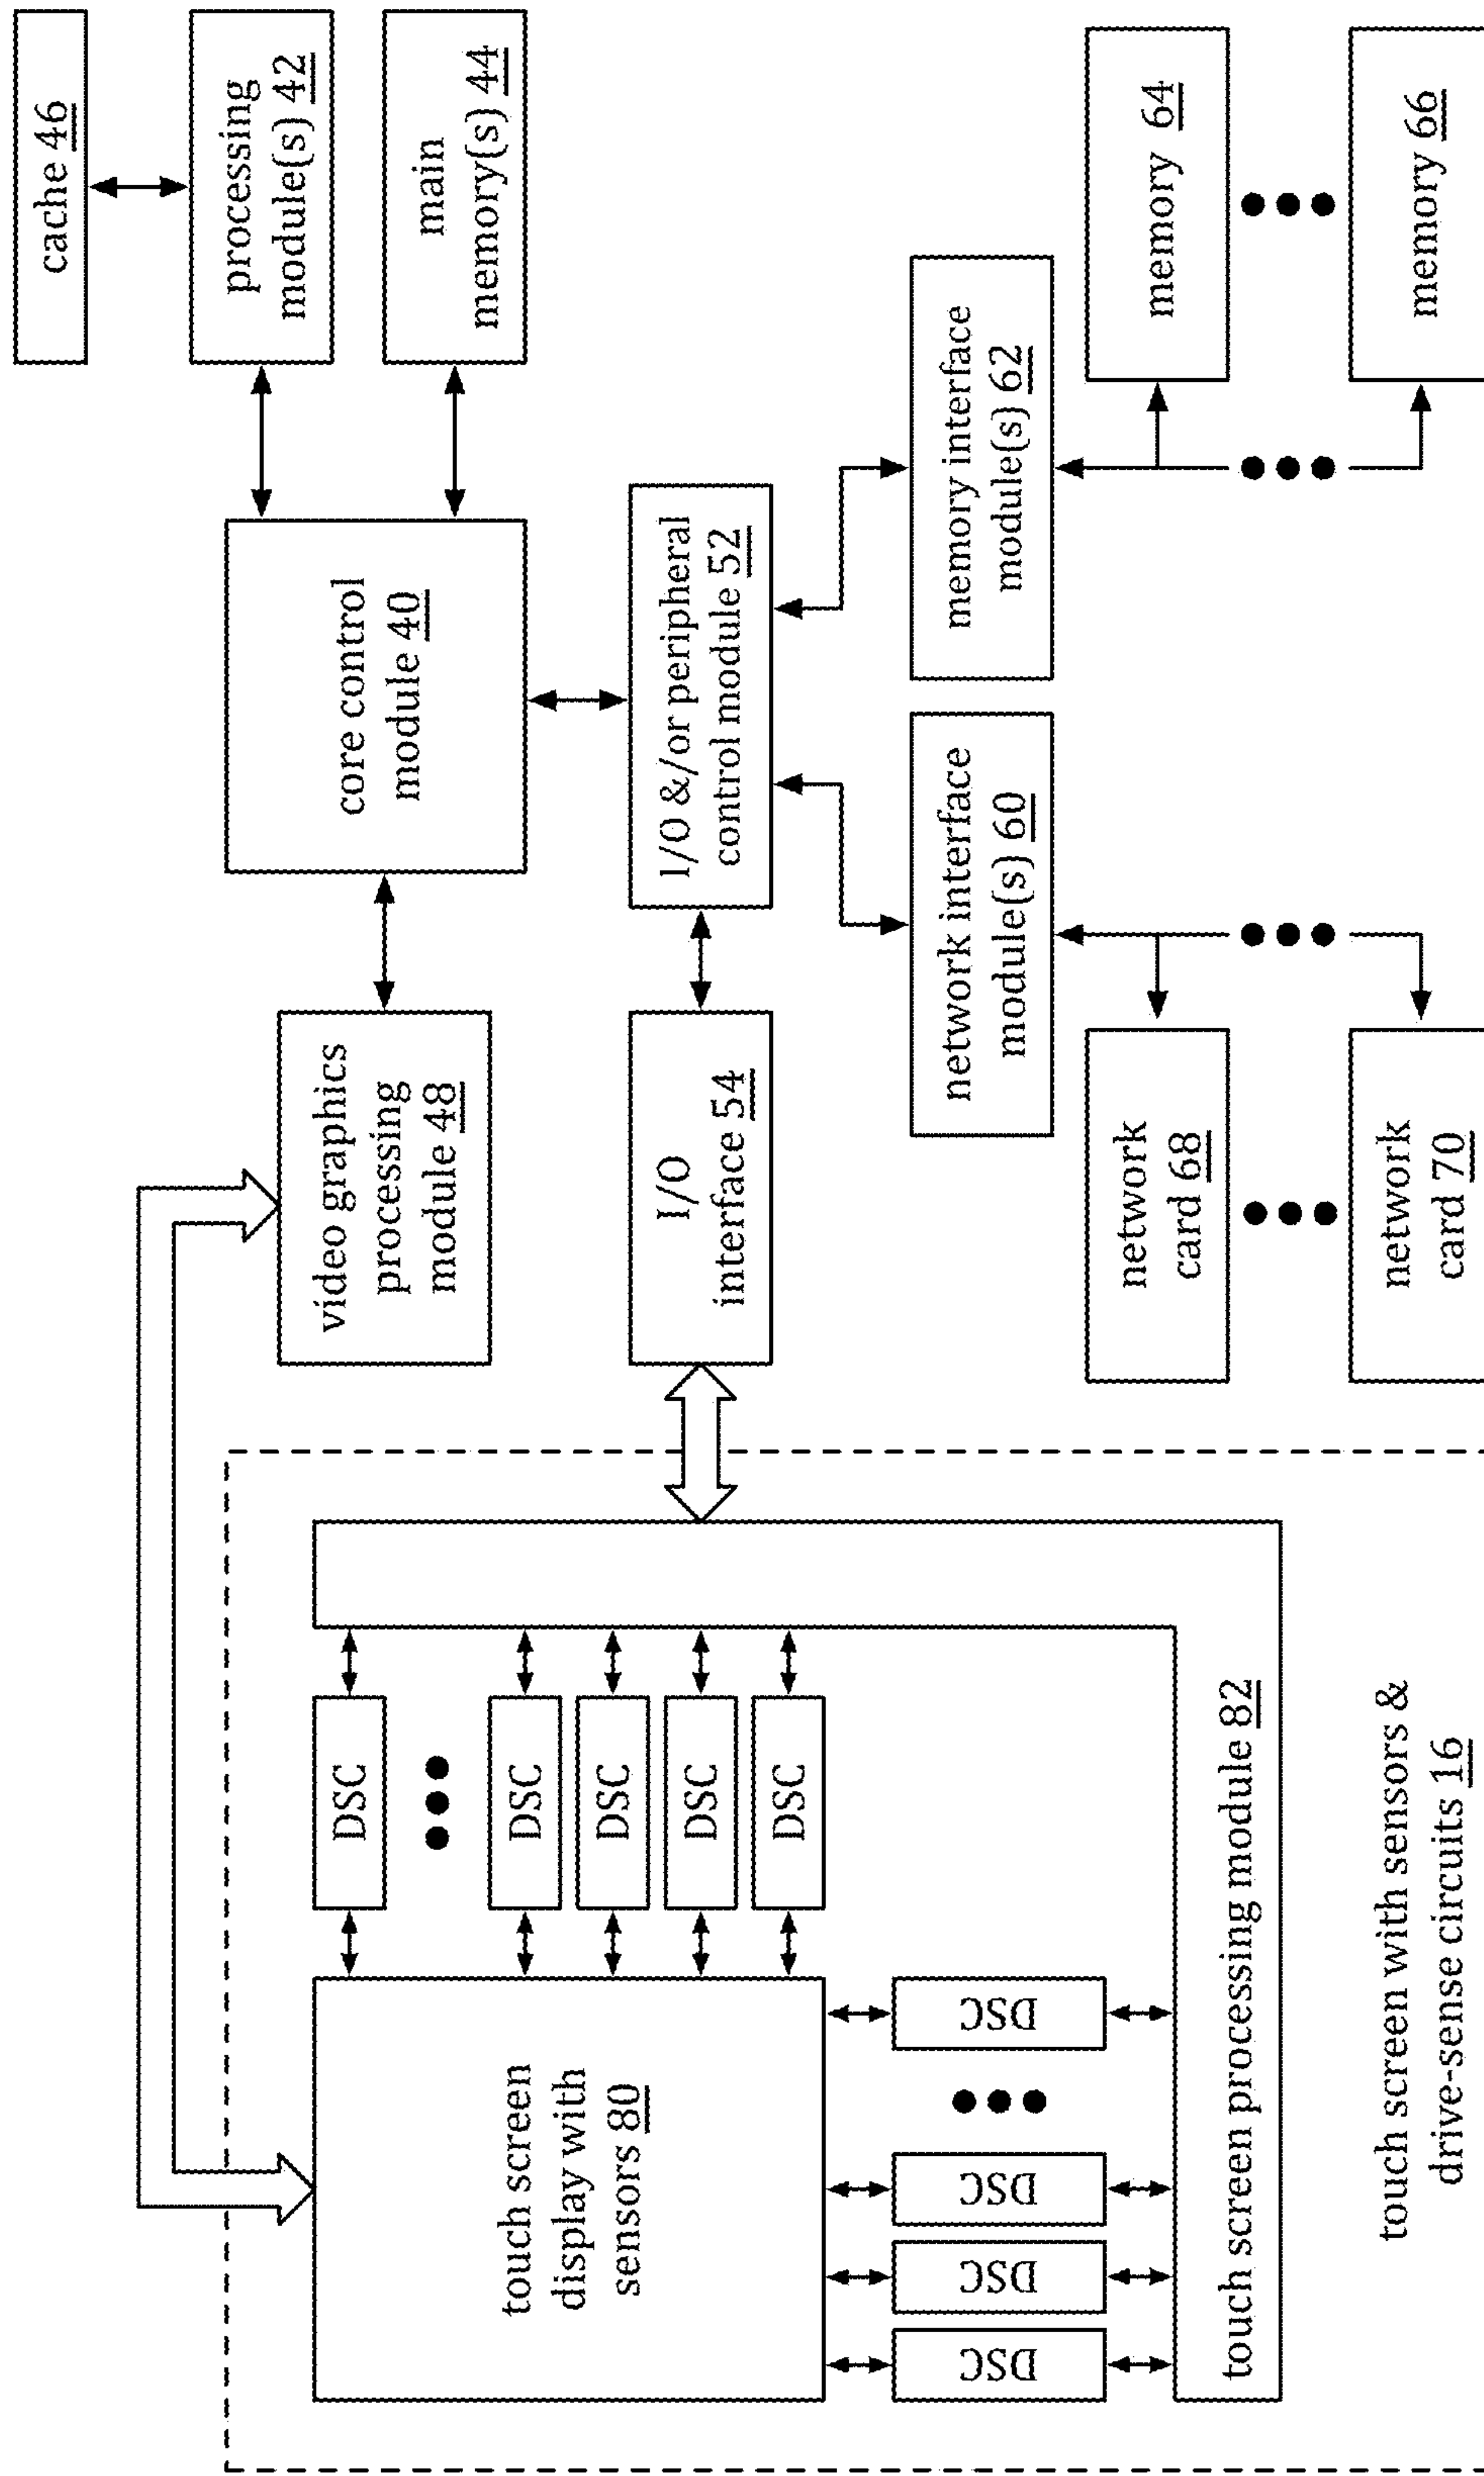 cache 46
processing
module(s) 42
main
memory(s) 44
core control
module 40
video graphics
processing
module 48
I/O &/or peripheral
control module 52
I/O
interface 54
memory interface
module(s) 62
network interface
module(s) 60
memory 64
memory 66
network
card 68
network
card 70
touch screen
display with
sensors 80
DSC
DSC
DSC
DSC
DSC
DSC
DSC
DSC
DSC
touch screen processing module 82
touch screen with sensors &
drive-sense circuits 16